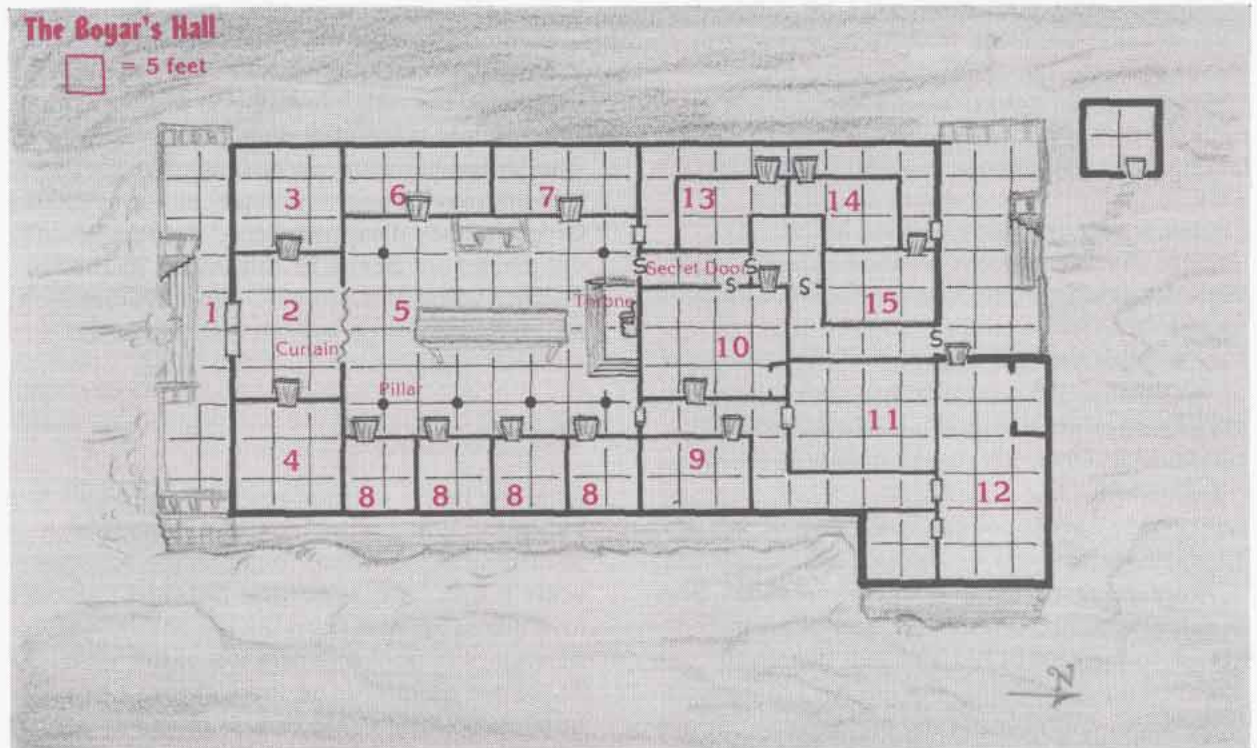 The Boyar's Hall
= 5 feet
3
6
7
13
14
S
Secret Door
S
S
S
1
2
5
Throne
15
Curtain
10
S
Pillar
11
4
9
8
8
8
8
12
N